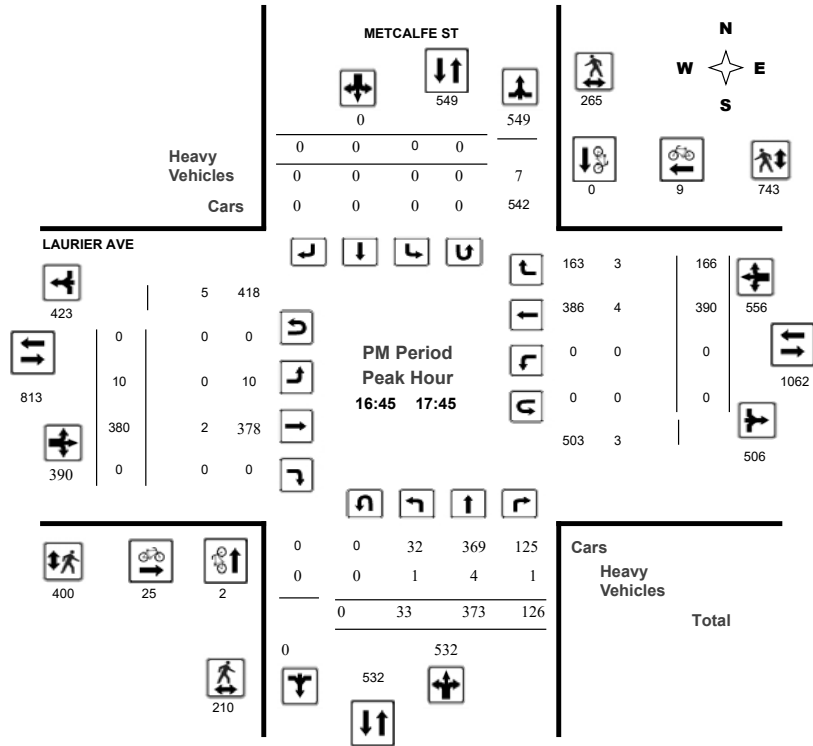 N
METCALFE ST
W E
S
549
265
0 549
0 0 0 0
Heavy
Vehicles
0 0 0 0 7
0 9 743
Cars 0 0 0 0 542
LAURIER AVE
423
5 418
163 3 166
556
386 4 390
813
0 0 0
0 0 0
1062
PM Period
Peak Hour
16:45 17:45
10 0 10
0 0 0
380 2 378
390
503 3
506
0 0 0
0 0 32 369 125 Cars
0 0 1 4 1 Heavy
Vehicles
400 25 2
0 33 373 126 Total
0 532
532
210